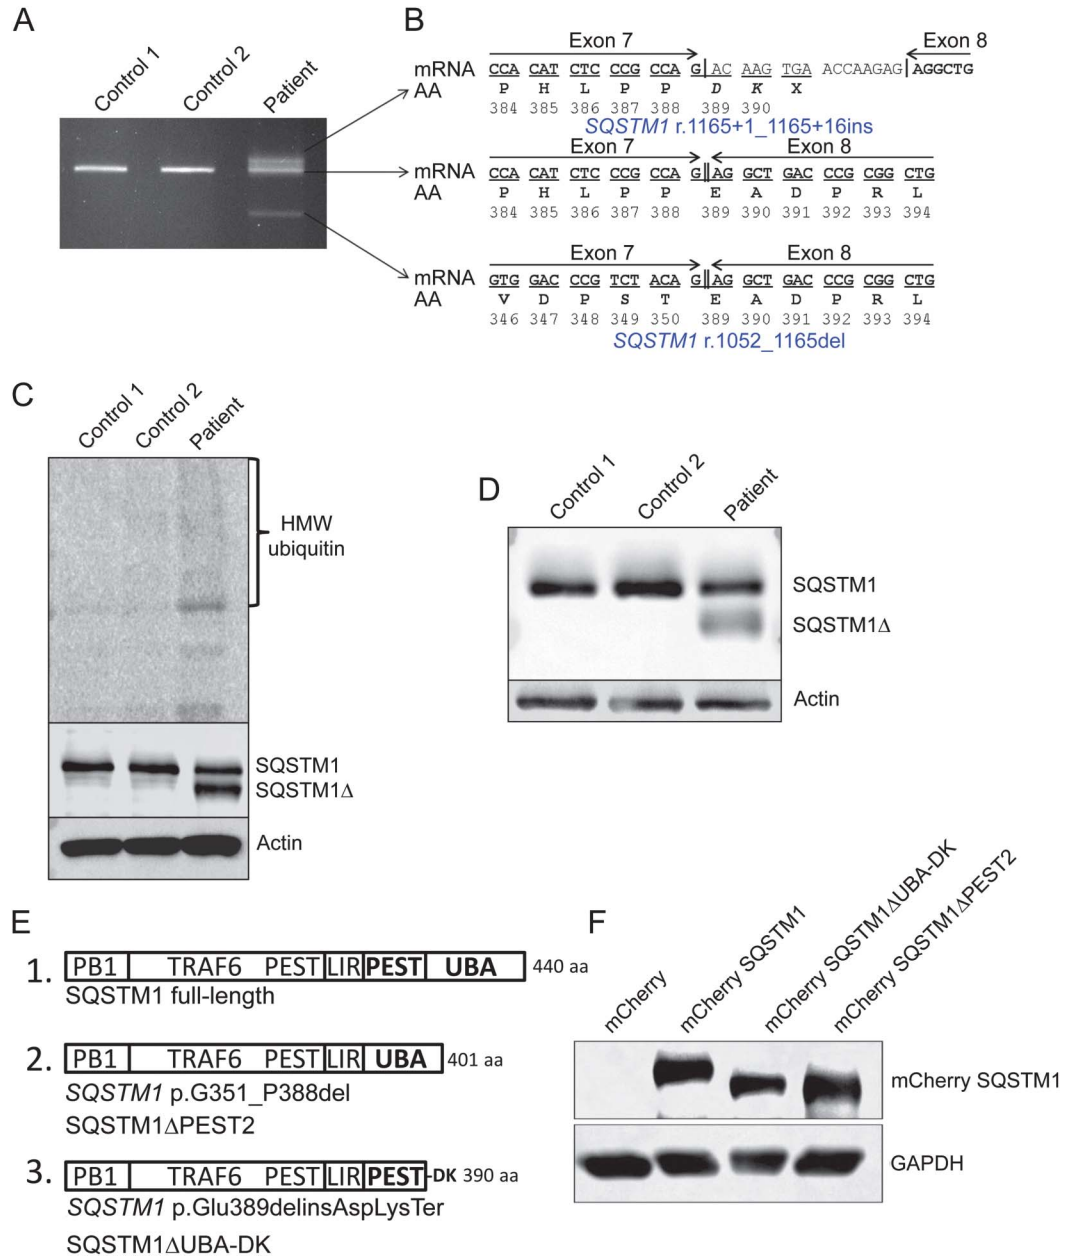 A
Control 1
Control 2
Patient
B
Exon 7 Exon 8
mRNA CCA CAT CTC CCG CCA G AC AAG TGA ACCAAGAG AGGCTG
AA P H L P P D K X
384 385 386 387 388 389 390
SQSTM1 r.1165+1_1165+16ins
Exon 7 Exon 8
mRNA CCA CAT CTC CCG CCA G AG GCT GAC CCG CGG CTG
AA P H L P P E A D P R L
384 385 386 387 388 389 390 391 392 393 394
Exon 7 Exon 8
mRNA GTG GAC CCG TCT ACA G AG GCT GAC CCG CGG CTG
AA V D P S T E A D P R L
346 347 348 349 350 389 390 391 392 393 394
SQSTM1 r.1052_1165del
C
Control 1
Control 2
Patient
HMW
ubiquitin
SQSTM1
SQSTM1Δ
Actin
D
Control 1
Control 2
Patient
SQSTM1
SQSTM1Δ
Actin
E
1. PB1 TRAF6 PEST LIR PEST UBA 440 aa
SQSTM1 full-length
2. PB1 TRAF6 PEST LIR UBA 401 aa
SQSTM1 p.G351_P388del
SQSTM1ΔPEST2
3. PB1 TRAF6 PEST LIR PEST -DK 390 aa
SQSTM1 p.Glu389delinsAspLysTer
SQSTM1ΔUBA-DK
F
mCherry
mCherry SQSTM1
mCherry SQSTM1ΔUBA-DK
mCherry SQSTM1ΔPEST2
mCherry SQSTM1
GAPDH